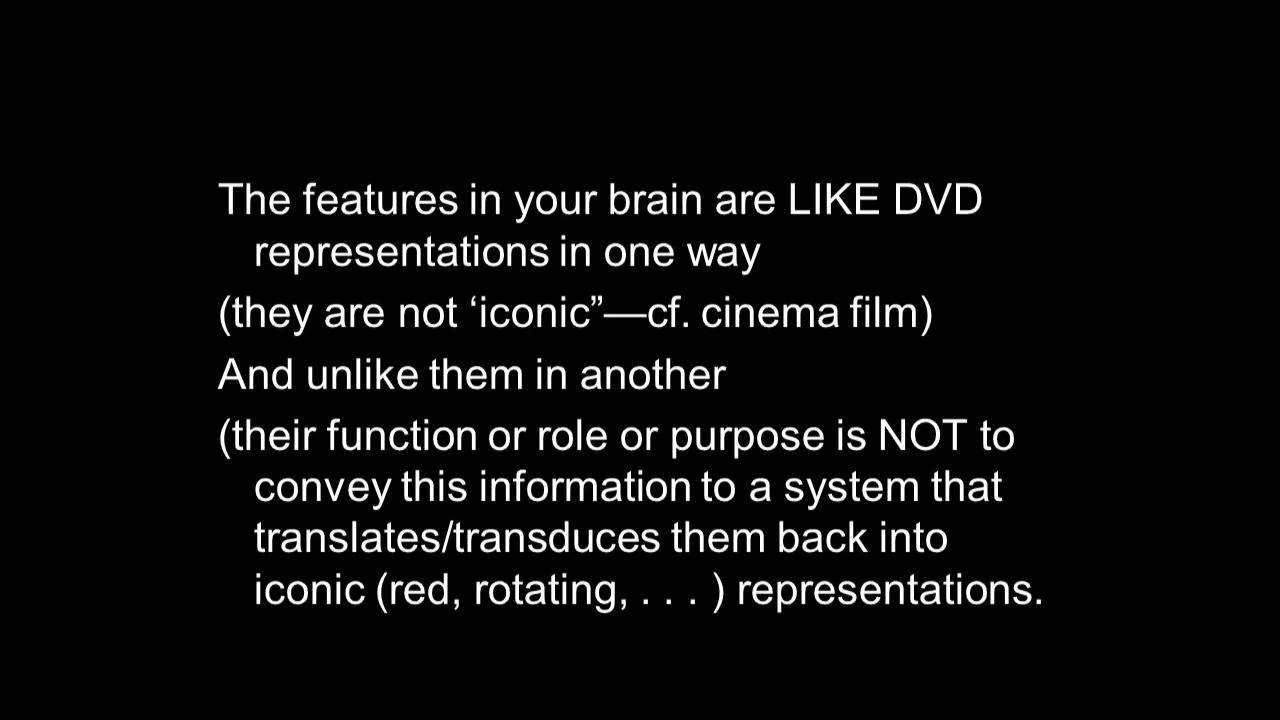 The features in your brain are LIKE DVD
representations in one way
(they are not ‘iconic”—cf. cinema film)
And unlike them in another
(their function or role or purpose is NOT to
convey this information to a system that
translates/transduces them back into
iconic (red, rotating, . . . ) representations.